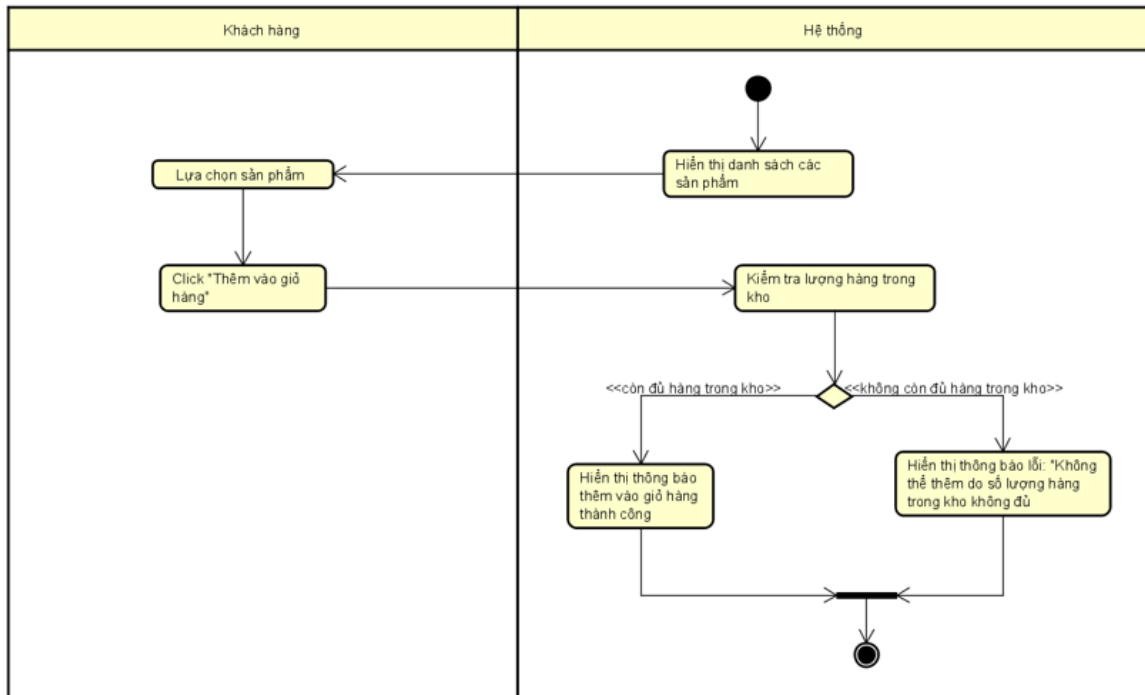 Khách hàng
Hệ thống
Hiển thị danh sách các
sản phẩm
Lựa chọn sản phẩm
Click "Thêm vào giỏ
hàng"
Kiểm tra lượng hàng trong
kho
<<còn đủ hàng trong kho>>
<<không còn đủ hàng trong kho>>
Hiển thị thông báo
thêm vào giỏ hàng
thành công
Hiển thị thông báo lỗi: "Không
thể thêm do số lượng hàng
trong kho không đủ